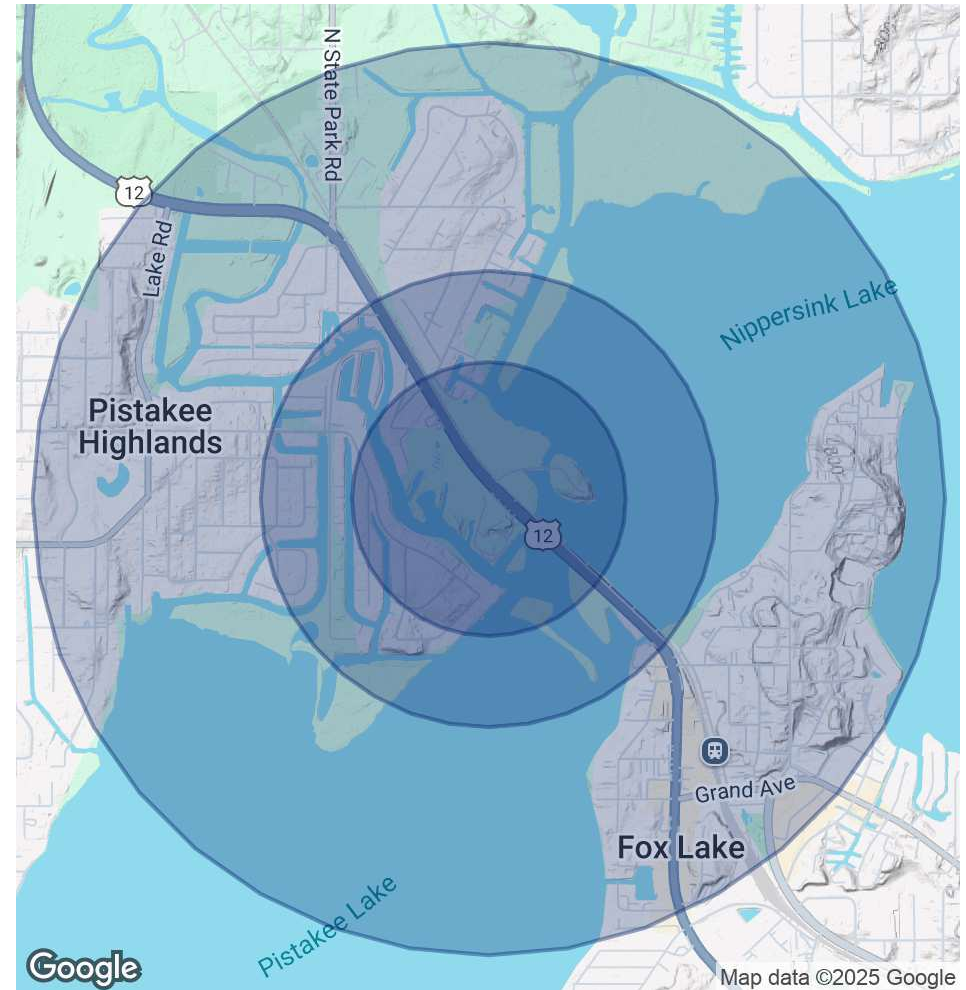 N State Park Rd
12
Lake Rd
Nippersink Lake
Pistakee
Highlands
12
Grand Ave
Fox Lake
Pistakee Lake
Google
Map data ©2025 Google